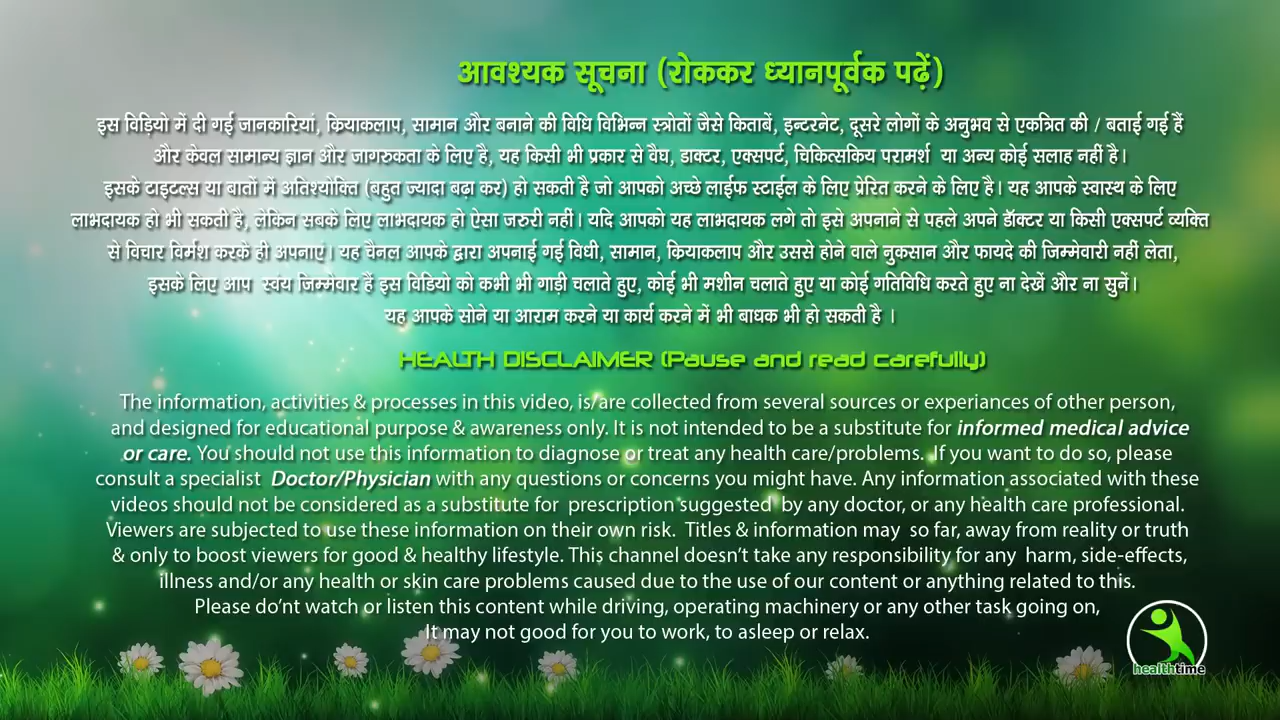 आवश्यक सूचना (रोककर ध्यानपूर्वक पढ़ें)
इस विड़ियो में दी गई जानकारियां, क्रियाकलाप, सामान और बनाने की विधि विभिन्न स्त्रोतों जैसे किताबें, इन्टरनेट, दूसरे लोगों के अनुभव से एकत्रित की / बताई गई हैं
और केवल सामान्य ज्ञान और जागरुकता के लिए है, यह किसी भी प्रकार से वैघ, डाक्टर, एक्सपर्ट, चिकित्सकिय परामर्श या अन्य कोई सलाह नहीं है।
इसके टाइटल्स या बातों में अतिश्योक्ति (बहुत ज्यादा बढ़ा कर) हो सकती है जो आपको अच्छे लाईफ स्टाईल के लिए प्रेरित करने के लिए है। यह आपके स्वास्थ के लिए
लाभदायक हो भी सकती है, लेकिन सबके लिए लाभदायक हो ऐसा जरुरी नहीं। यदि आपको यह लाभदायक लगे तो इसे अपनाने से पहले अपने डॉक्टर या किसी एक्सपर्ट व्यक्ति
से विचार विर्मश करके ही अपनाएं। यह चैनल आपके द्वारा अपनाई गई विधी, सामान, क्रियाकलाप और उससे होने वाले नुकसान और फायदे की जिम्मेवारी नहीं लेता,
इसके लिए आप स्वंय जिम्मेवार हैं इस विडियो को कभी भी गाड़ी चलाते हुए, कोई भी मशीन चलाते हुए या कोई गतिविधि करते हुए ना देखें और ना सुनें।
यह आपके सोने या आराम करने या कार्य करने में भी बाधक भी हो सकती है ।
HEALTH DISCLAIMER (Pause and read carefully)
The information, activities & processes in this video, is/are collected from several sources or experiances of other person,
and designed for educational purpose & awareness only. It is not intended to be a substitute for informed medical advice
or care. You should not use this information to diagnose or treat any health care/problems. If you want to do so, please
consult a specialist Doctor/Physician with any questions or concerns you might have. Any information associated with these
videos should not be considered as a substitute for prescription suggested by any doctor, or any health care professional.
Viewers are subjected to use these information on their own risk. Titles & information may so far, away from reality or truth
& only to boost viewers for good & healthy lifestyle. This channel doesn't take any responsibility for any harm, side-effects,
illness and/or any health or skin care problems caused due to the use of our content or anything related to this.
Please do'nt watch or listen this content while driving, operating machinery or any other task going on,
It may not good for you to work, to asleep or relax.
healthtime